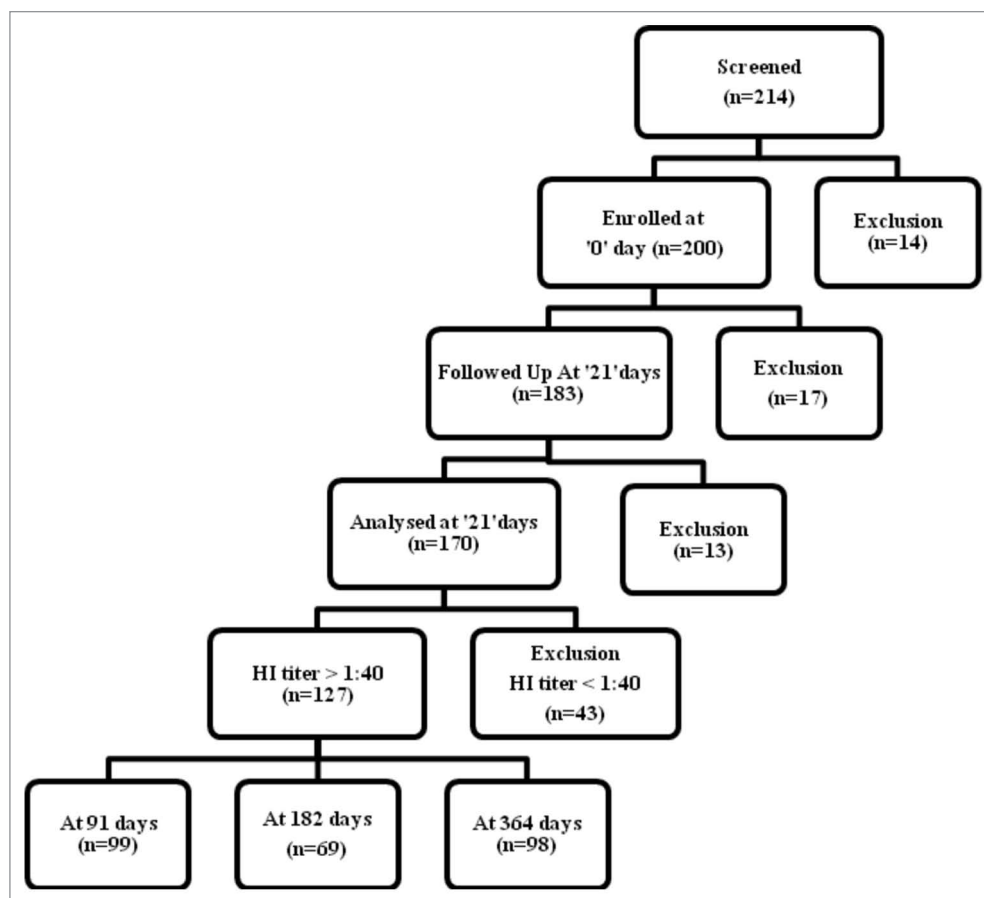 Screened
(n=214)
Enrolled at
'0' day (n=200)
Exclusion
(n=14)
Followed Up At '21'days
(n=183)
Exclusion
(n=17)
Analysed at '21'days
(n=170)
Exclusion
(n=13)
HI titer > 1:40
(n=127)
Exclusion
HI titer < 1:40
(n=43)
At 91 days
(n=99)
At 182 days
(n=69)
At 364 days
(n=98)